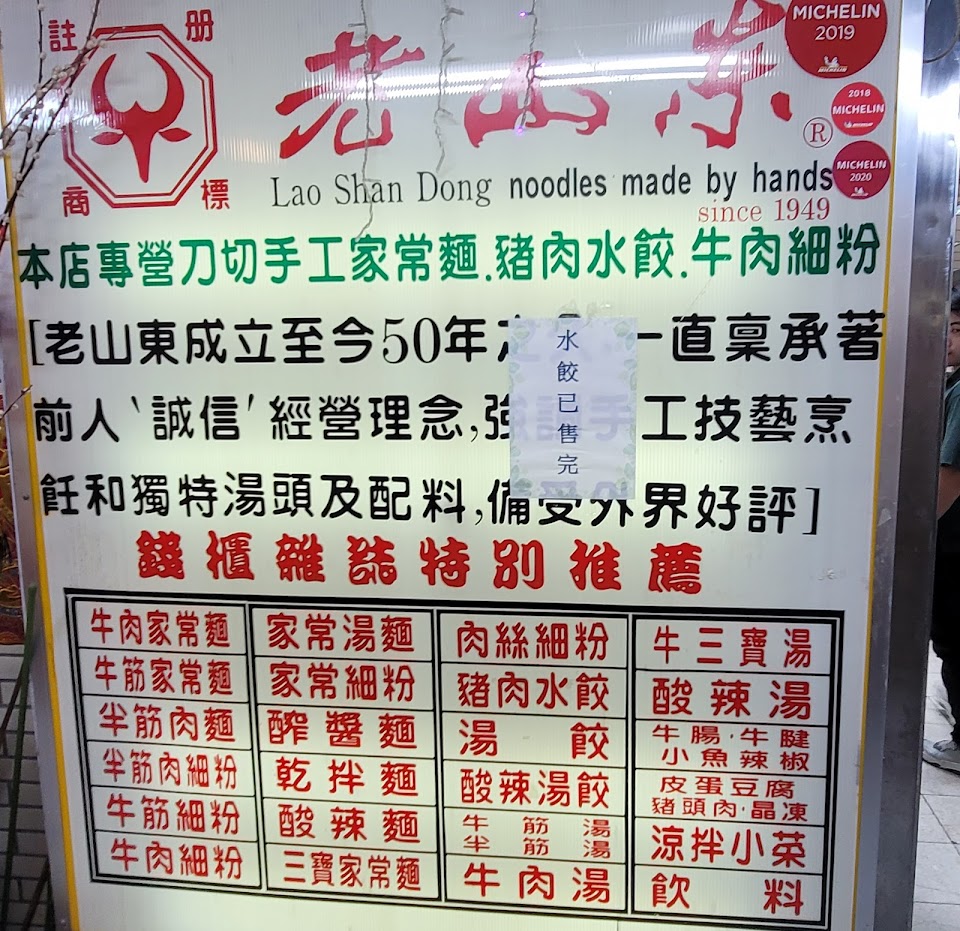 註 册
商 標
老山东
®
MICHELIN
2019
MICHELIN
2018
MICHELIN
MICHELIN
MICHELIN
2020
Lao Shan Dong noodles made by hands
since 1949
本店專營刀切手工家常麵.豬肉水餃.牛肉細粉
[老山東成立至今50年 一直稟承著
前人‵誠信′經營理念,強調手工技藝烹
飪和獨特湯頭及配料,備受外界好評]
水餃已售完
錢櫃雜誌特別推薦
牛肉家常麵 家常湯麵 肉絲細粉 牛三寶湯
牛筋家常麵 家常細粉 豬肉水餃 酸辣湯
半筋肉麵 醡醬麵 湯餃 牛腸·牛腱
小魚辣椒
半筋肉細粉 乾拌麵 酸辣湯餃 皮蛋豆腐
豬頭肉·晶凍
牛筋細粉 酸辣麵 牛筋湯
半筋湯 涼拌小菜
牛肉細粉 三寶家常麵 牛肉湯 飲料